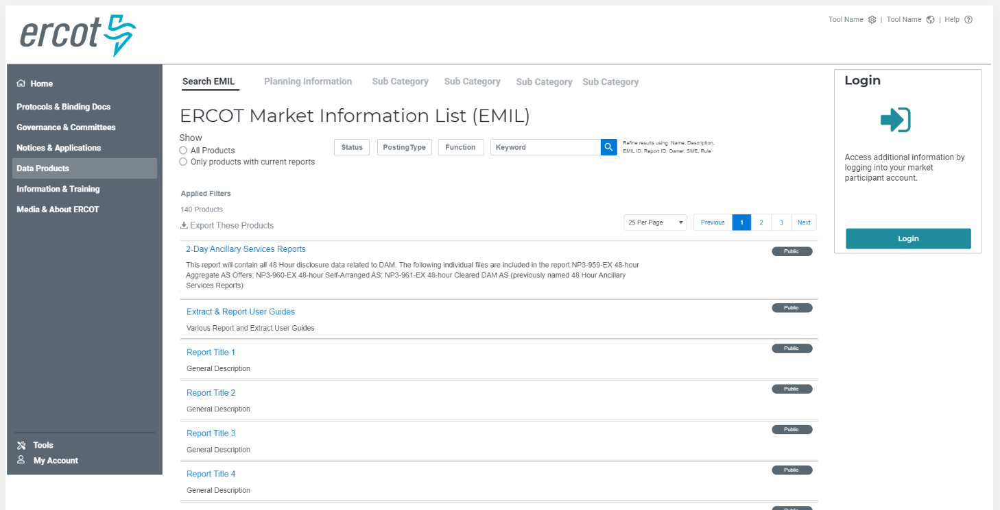 ercot
Tool Name | Tool Name | Help
Home
Protocols & Binding Docs
Governance & Committees
Notices & Applications
Data Products
Information & Training
Media & About ERCOT
Tools
My Account
Search EMIL Planning Information Sub Category Sub Category Sub Category Sub Category
ERCOT Market Information List (EMIL)
Show
All Products
Only products with current reports
Status PostingType Function Keyword
Refine results using: Name, Description,
EMIL ID, Report ID, Owner, SME, Rule
Applied Filters
140 Products
Export These Products
25 Per Page Previous 1 2 3 Next
2-Day Ancillary Services Reports Public
This report will contain all 48 Hour disclosure data related to DAM. The following individual files are included in the report:NP3-959-EX 48-hour
Aggregate AS Offers; NP3-960-EX 48-hour Self-Arranged AS; NP3-961-EX 48-hour Cleared DAM AS (previously named 48 Hour Ancillary
Services Reports)
Extract & Report User Guides Public
Various Report and Extract User Guides
Report Title 1 Public
General Description
Report Title 2 Public
General Description
Report Title 3 Public
General Description
Report Title 4 Public
General Description
Login
Access additional information by
logging into your market
participant account.
Login